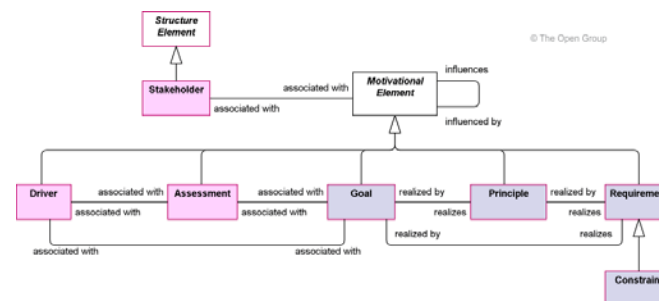 Structure
Element
© The Open Group
Stakeholder
associated with
associated with
Motivational
Element
influences
influenced by
Driver
associated with
associated with
Assessment
associated with
associated with
Goal
realized by
realizes
Principle
realized by
realizes
Requireme
associated with
associated with
realized by
realizes
Constrain